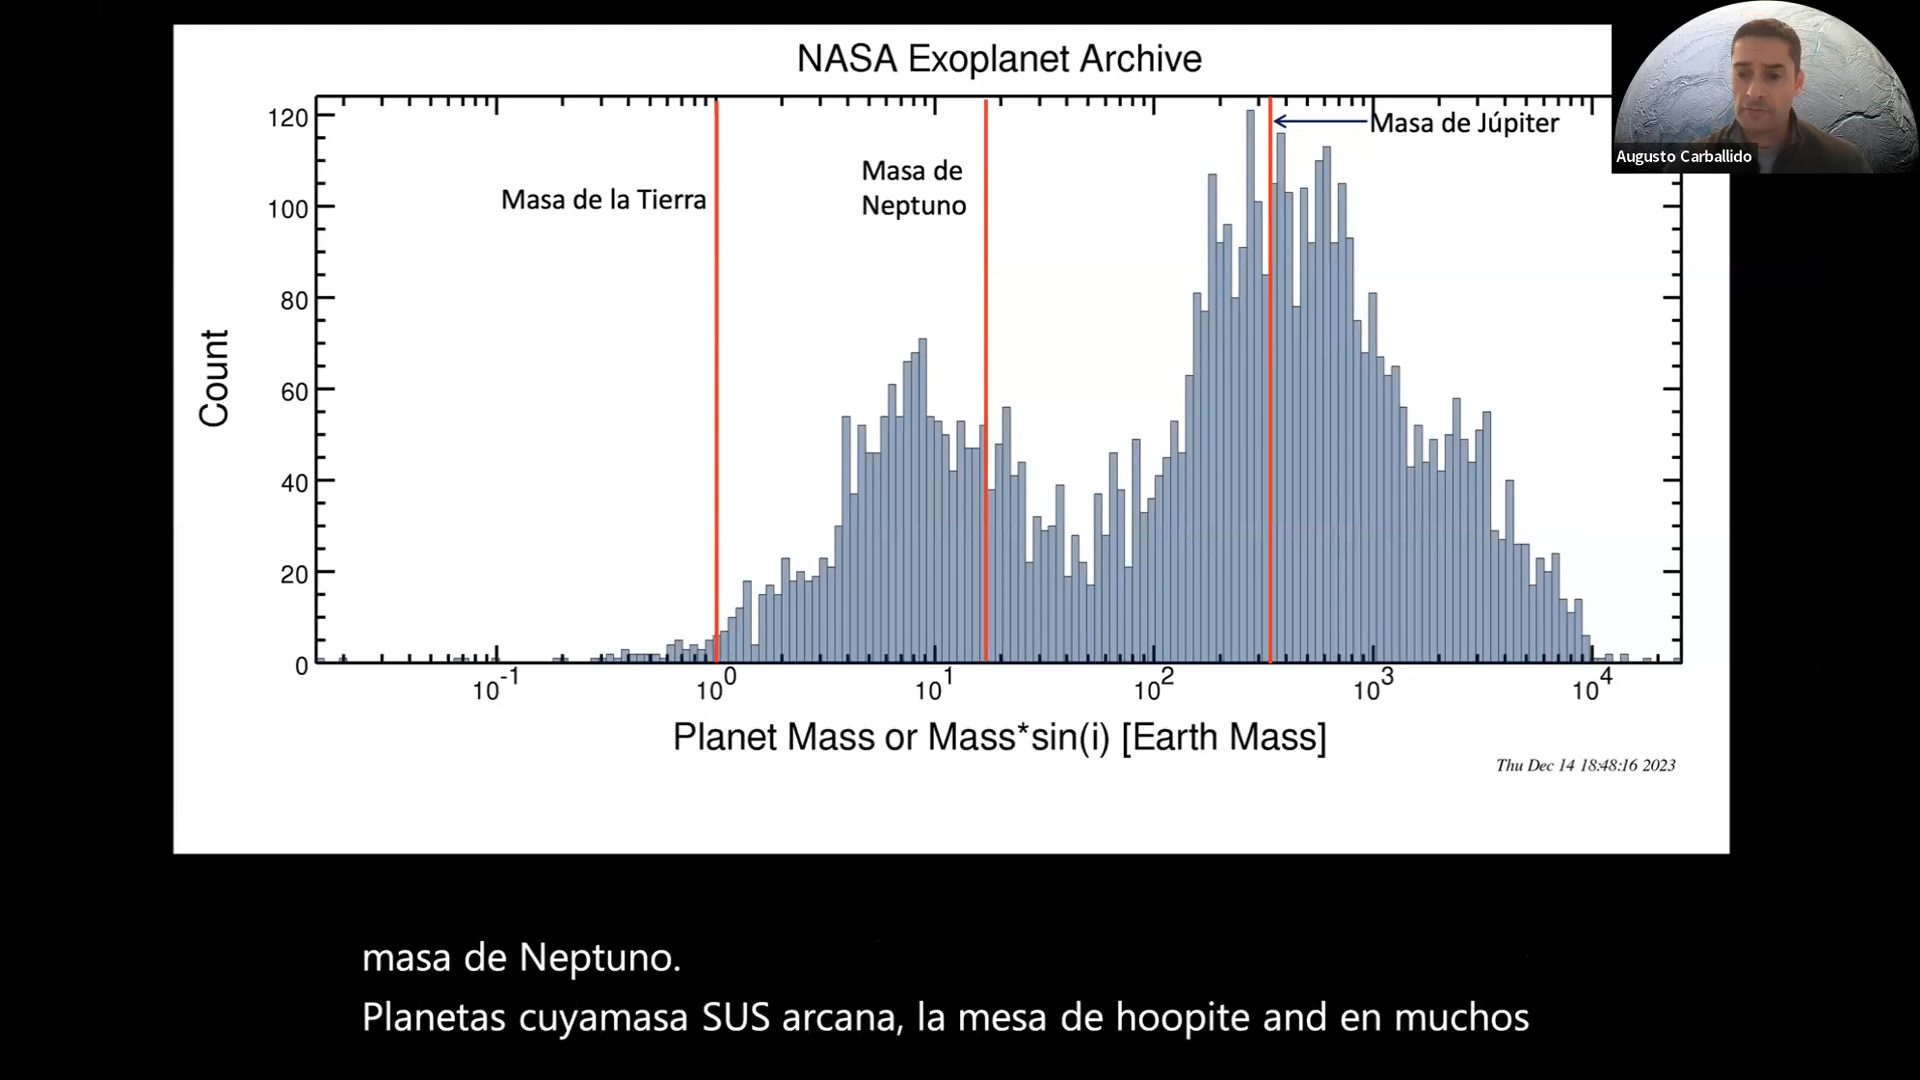 NASA Exoplanet Archive
120
100
80
60
40
20
0
Count
Masa de la Tierra
Masa de
Neptuno
Masa de Júpiter
Augusto Carballido
10^-1
10^0
10^1
10^2
10^3
10^4
Planet Mass or Mass*sin(i) [Earth Mass]
Thu Dec 14 18:48:16 2023
masa de Neptuno.
Planetas cuyamasa SUS arcana, la mesa de hoopite and en muchos